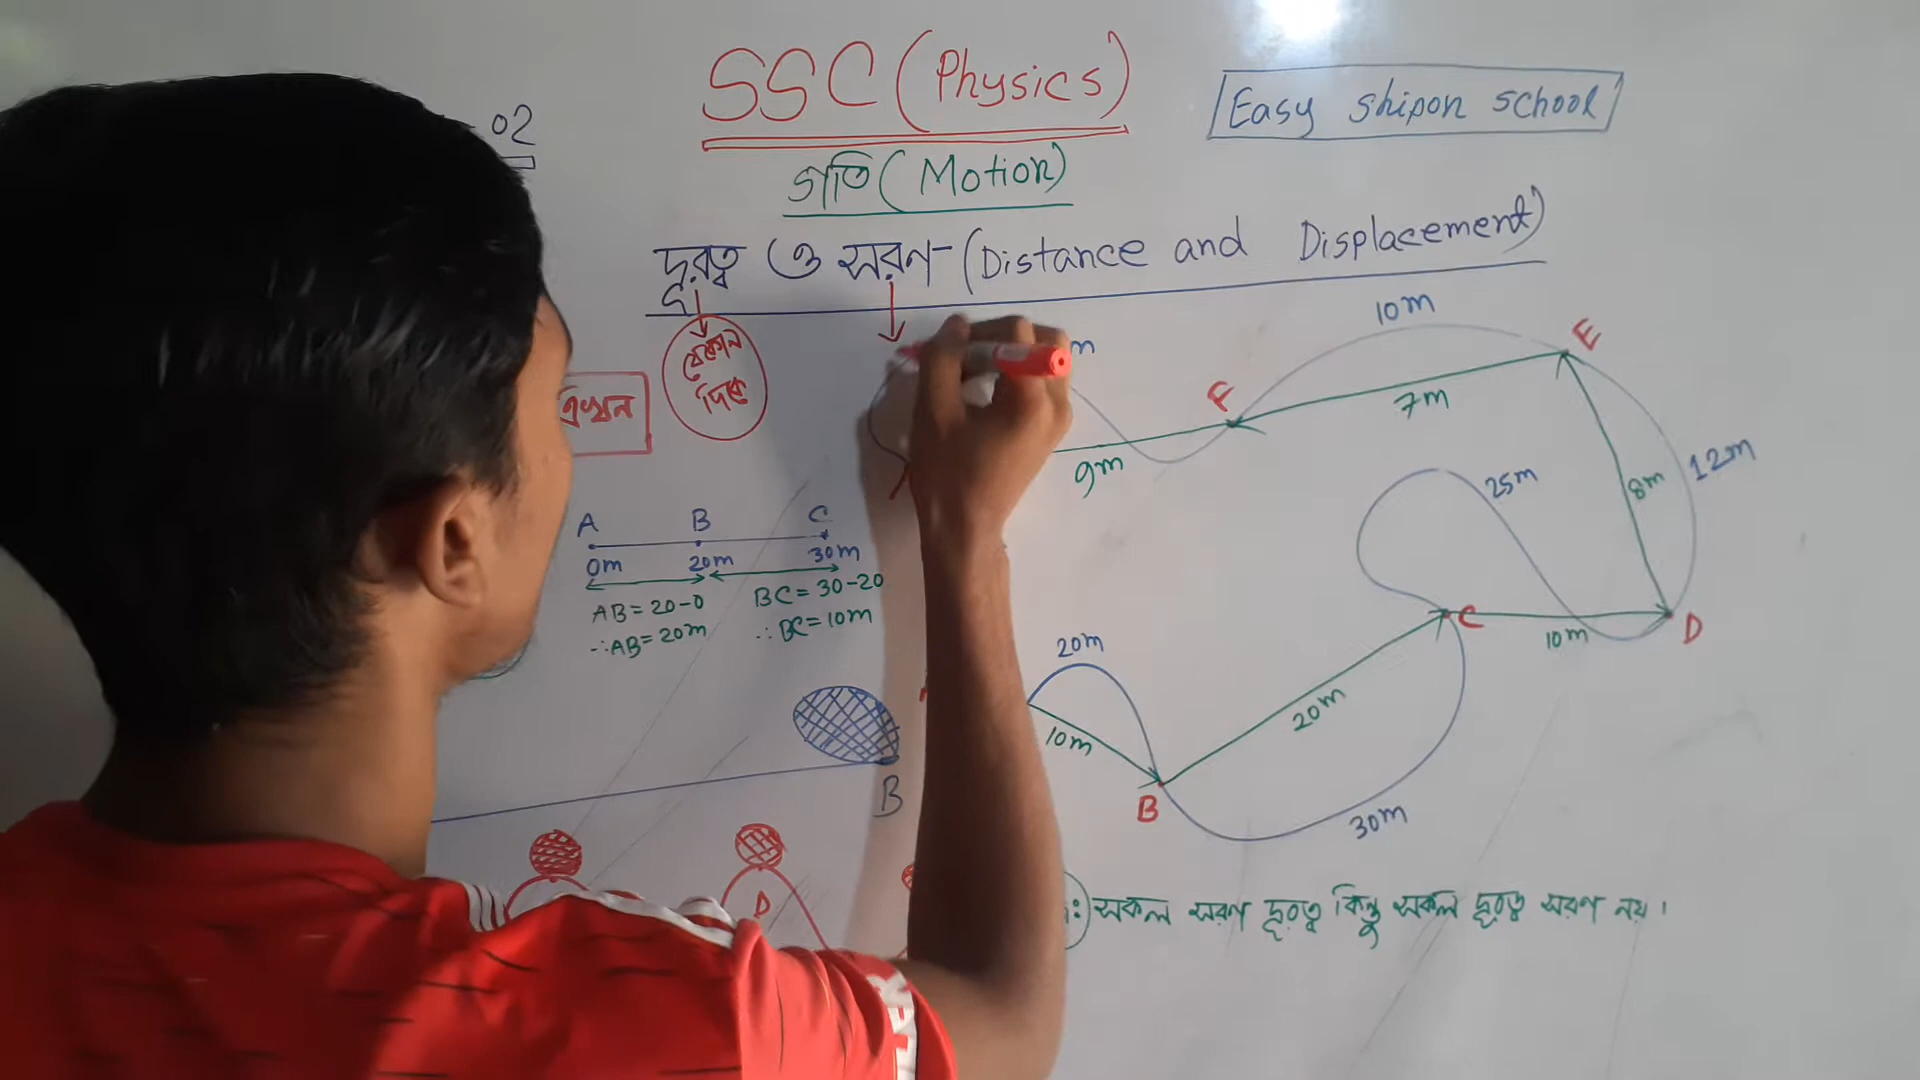 02
SSC (Physics)
Easy Shipon School
গতি (Motion)
দূরত্ব ও সরণ- (Distance and Displacement)
যেকোন
দিকে
এখন
m
10m
E
F
7m
9m
12m
8m
25m
A B C
0m 20m 30m
AB = 20-0
∴AB = 20m
BC = 30-20
∴BC = 10m
C
10m
D
20m
10m
20m
B
30m
B
D
সকল সরণ দূরত্ব কিন্তু সকল দূরত্ব সরণ নয়।